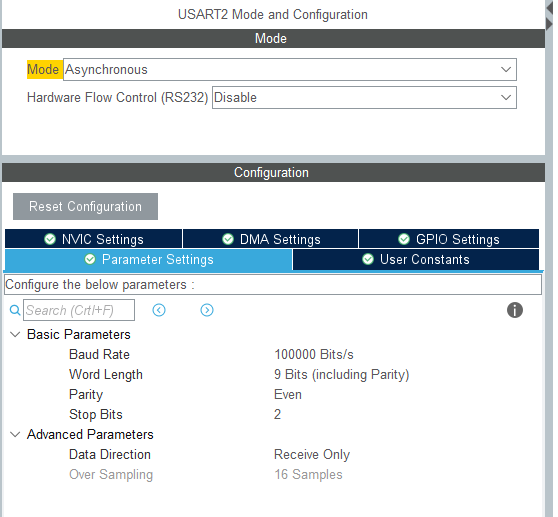 USART2 Mode and Configuration
Mode
Mode Asynchronous
Hardware Flow Control (RS232) Disable
Configuration
Reset Configuration
NVIC Settings DMA Settings GPIO Settings
Parameter Settings User Constants
Configure the below parameters :
Search (Crtl+F)
Basic Parameters
Baud Rate 100000 Bits/s
Word Length 9 Bits (including Parity)
Parity Even
Stop Bits 2
Advanced Parameters
Data Direction Receive Only
Over Sampling 16 Samples